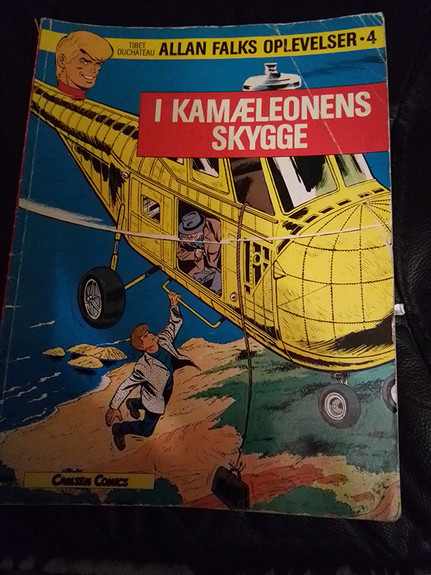 TIBET
DUCHATEAU
ALLAN FALKS OPLEVELSER · 4
I KAMÆLEONENS
SKYGGE
CARLSEN COMICS